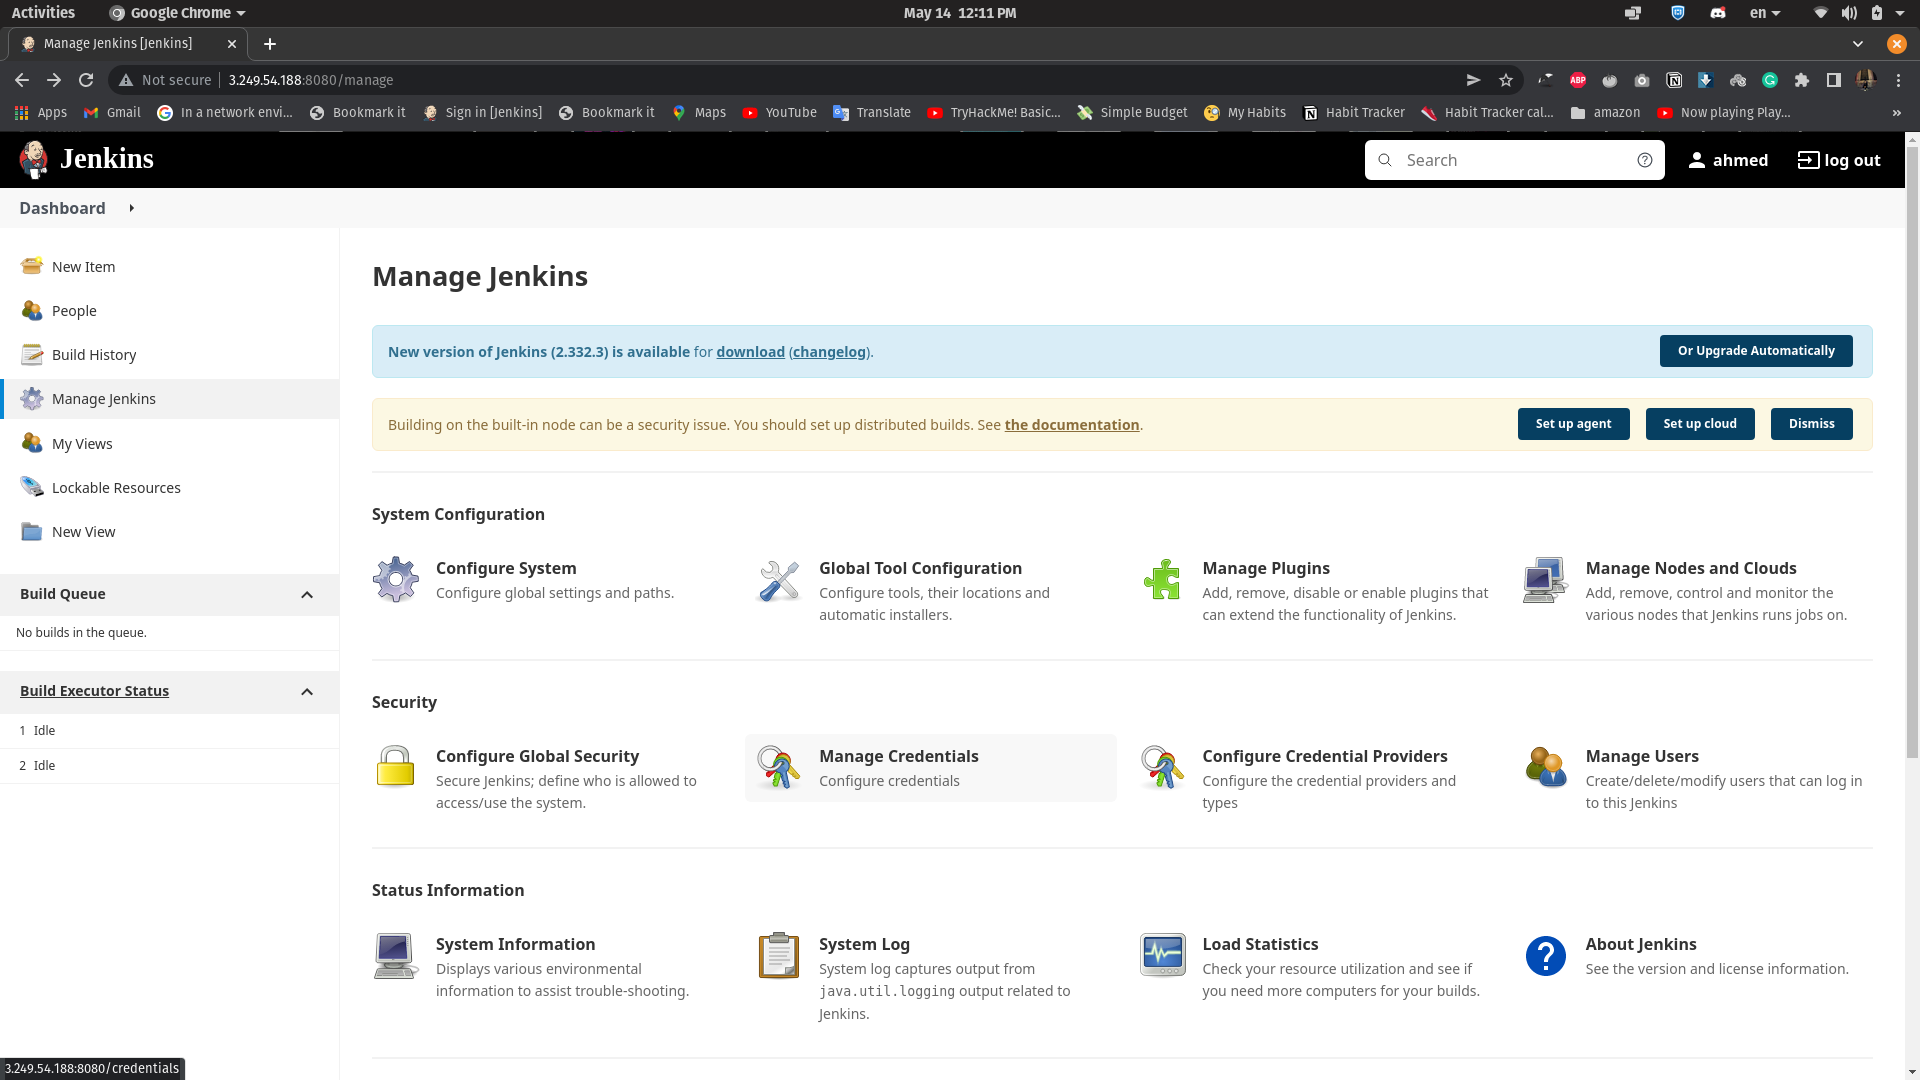 Activities
Google Chrome
May 14 12:11 PM
en
Manage Jenkins [Jenkins]
Not secure
3.249.54.188:8080/manage
ABP
Apps
Gmail
In a network envi...
Bookmark it
Sign in [Jenkins]
Bookmark it
Maps
YouTube
Translate
TryHackMe! Basic...
Simple Budget
My Habits
Habit Tracker
Habit Tracker cal...
amazon
Now playing Play...
»
Jenkins
Search
ahmed
log out
Dashboard
New Item
People
Build History
Manage Jenkins
My Views
Lockable Resources
New View
Build Queue
No builds in the queue.
Build Executor Status
1 Idle
2 Idle
Manage Jenkins
New version of Jenkins (2.332.3) is available for download (changelog).
Or Upgrade Automatically
Building on the built-in node can be a security issue. You should set up distributed builds. See the documentation.
Set up agent
Set up cloud
Dismiss
System Configuration
Configure System
Configure global settings and paths.
Global Tool Configuration
Configure tools, their locations and
automatic installers.
Manage Plugins
Add, remove, disable or enable plugins that
can extend the functionality of Jenkins.
Manage Nodes and Clouds
Add, remove, control and monitor the
various nodes that Jenkins runs jobs on.
Security
Configure Global Security
Secure Jenkins; define who is allowed to
access/use the system.
Manage Credentials
Configure credentials
Configure Credential Providers
Configure the credential providers and
types
Manage Users
Create/delete/modify users that can log in
to this Jenkins
Status Information
System Information
Displays various environmental
information to assist trouble-shooting.
System Log
System log captures output from
java.util.logging output related to
Jenkins.
Load Statistics
Check your resource utilization and see if
you need more computers for your builds.
About Jenkins
See the version and license information.
3.249.54.188:8080/credentials